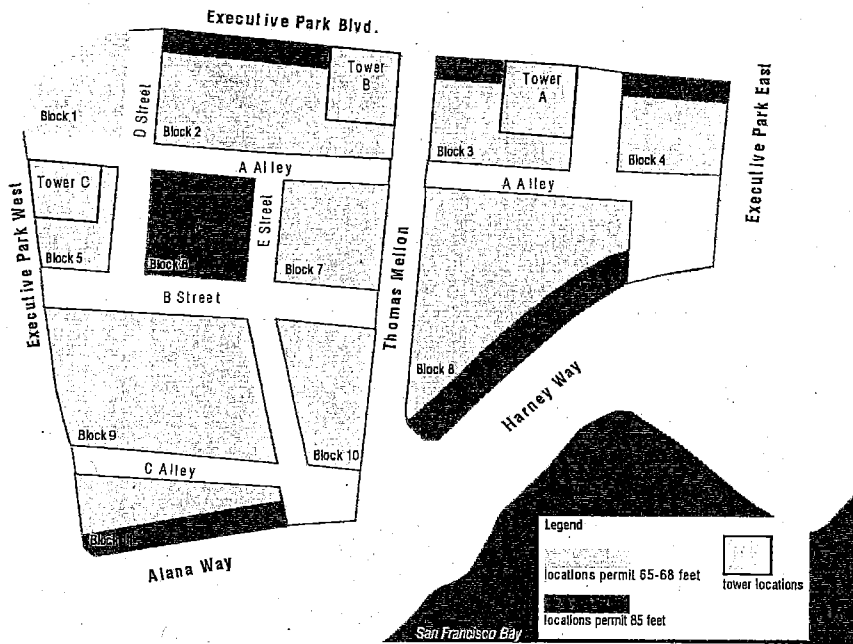 Executive Park Blvd.
Tower
B
Tower
A
Executive Park East
D Street
Block 1
Block 2
Block 3
Block 4
A Alley
A Alley
Tower C
Executive Park West
E Street
Block 5
Block 6
Block 7
Thomas Mellon
B Street
Block 8
Harney Way
Block 9
Block 10
C Alley
Block
Alana Way
Legend
locations permit 65-68 feet
tower locations
locations permit 85 feet
San Francisco Bay